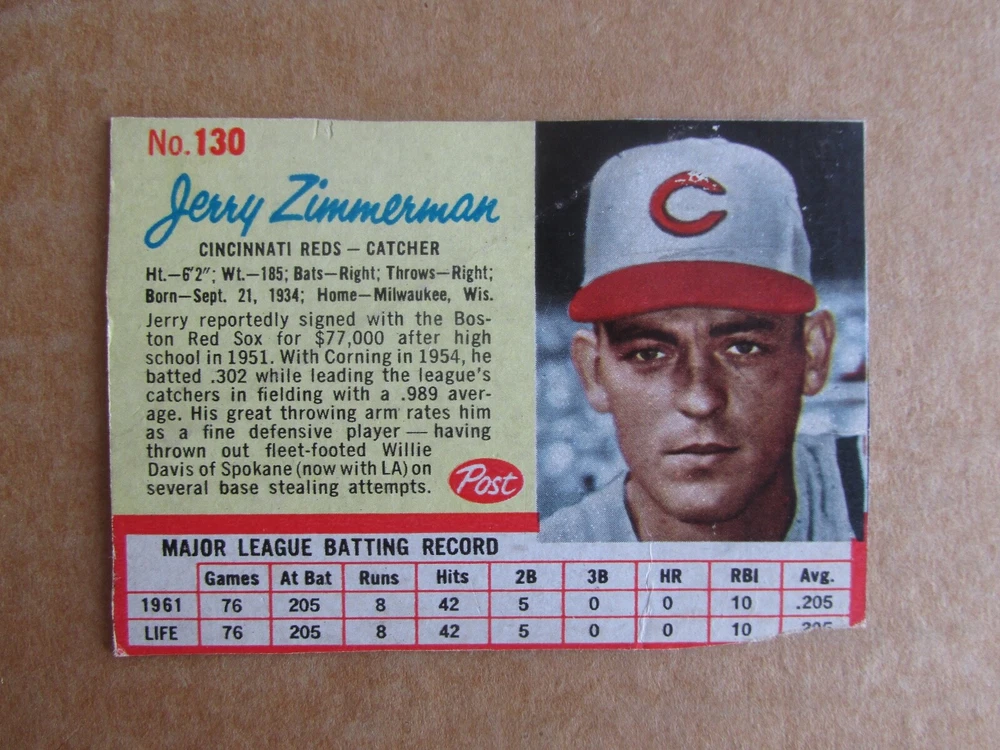 No.130
Jerry Zimmerman
CINCINNATI REDS — CATCHER
Ht.—6'2"; Wt.—185; Bats—Right; Throws—Right;
Born—Sept. 21, 1934; Home—Milwaukee, Wis.
Jerry reportedly signed with the Bos-
ton Red Sox for $77,000 after high
school in 1951. With Corning in 1954, he
batted .302 while leading the league's
catchers in fielding with a .989 aver-
age. His great throwing arm rates him
as a fine defensive player — having
thrown out fleet-footed Willie
Davis of Spokane (now with LA) on
several base stealing attempts.
Post
C
MAJOR LEAGUE BATTING RECORD
Games At Bat Runs Hits 2B 3B HR RBI Avg.
1961 76 205 8 42 5 0 0 10 .205
LIFE 76 205 8 42 5 0 0 10